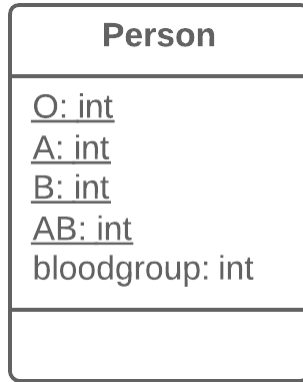 Person
O: int
A: int
B: int
AB: int
bloodgroup: int